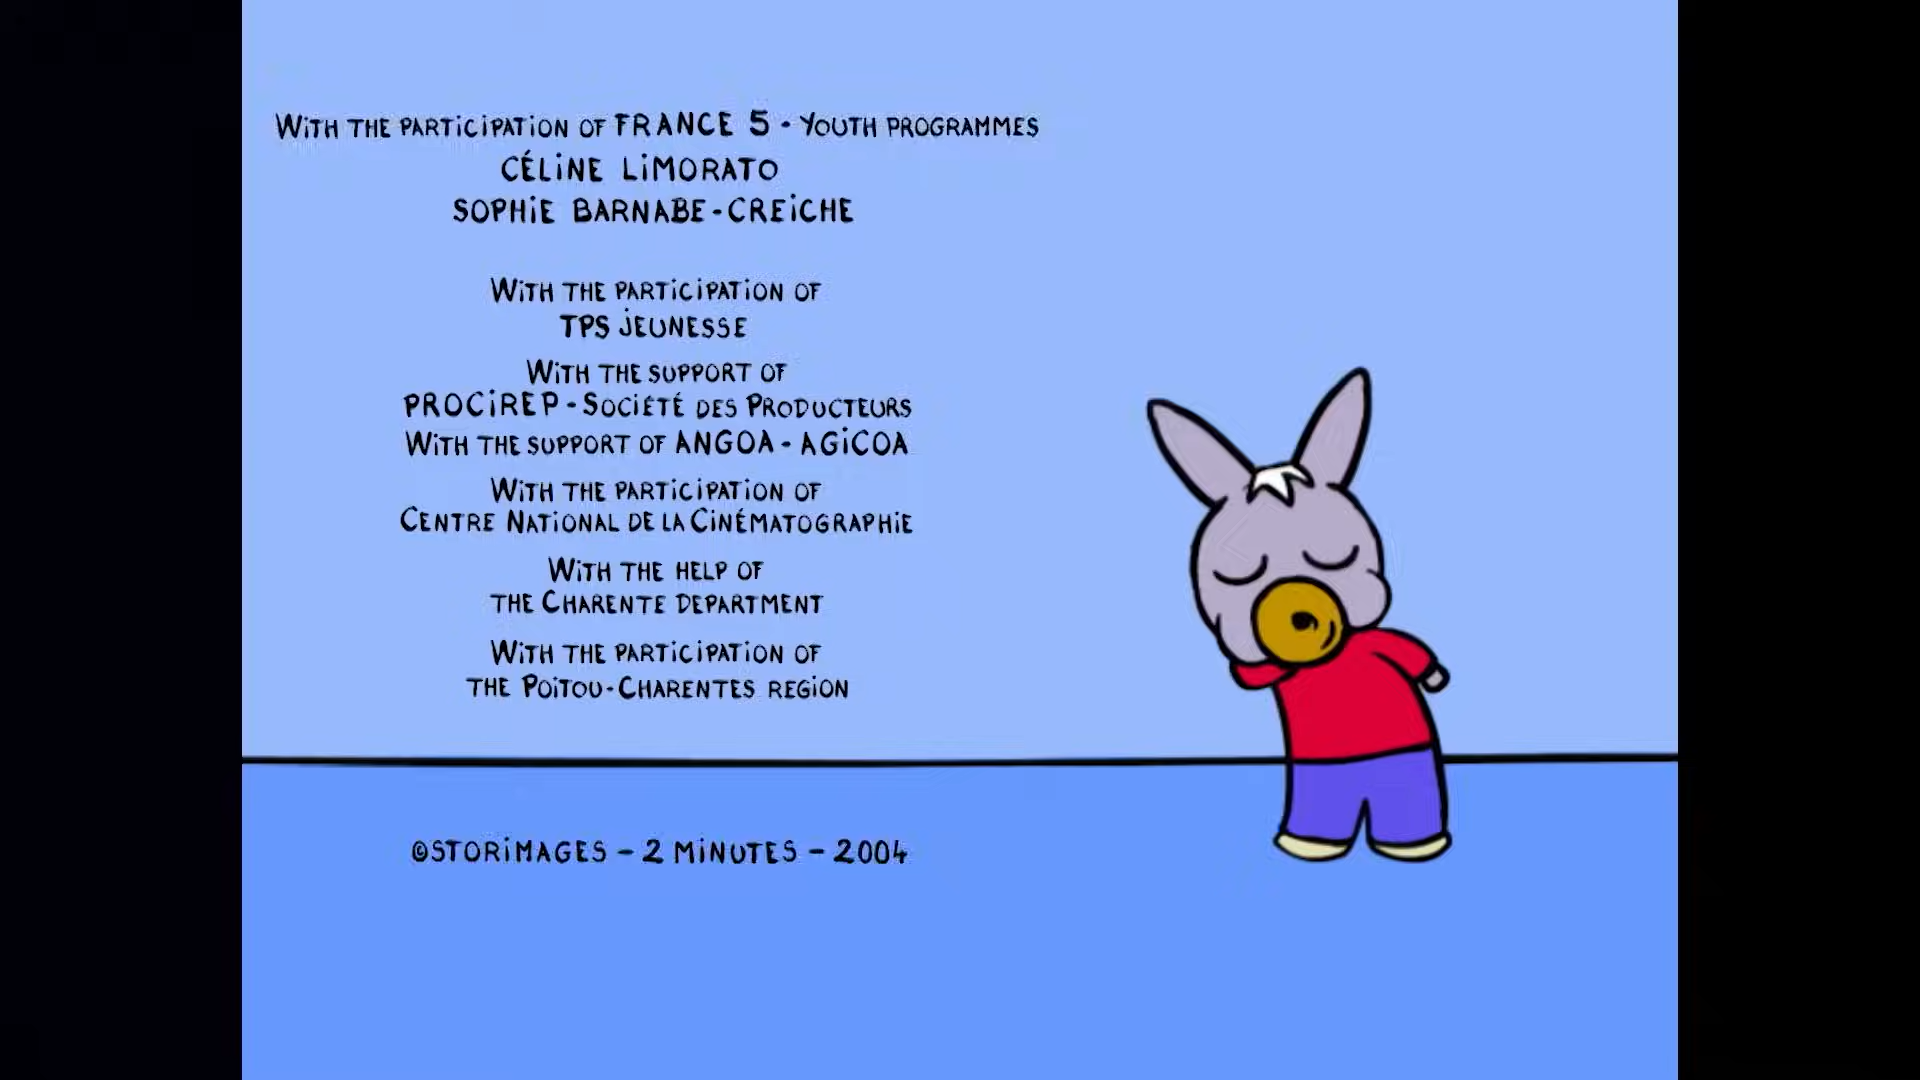 WiTH THE PARTiCiPATiON OF FRANCE 5 - YOUTH PROGRAMMES
CÉLiNE LiMORATO
SOPHiE BARNABE-CREiCHE
WiTH THE PARTiCiPATiON OF
TPS JEUNESSE
WiTH THE SUPPORT OF
PROCiREP - SOCiÉTÉ DES PRODUCTEURS
WiTH THE SUPPORT OF ANGOA - AGiCOA
WiTH THE PARTiCiPATiON OF
CENTRE NATiONAL DE LA CiNÉMATOGRAPHiE
WiTH THE HELP OF
THE CHARENTE DEPARTMENT
WiTH THE PARTiCiPATiON OF
THE POiTOU-CHARENTES REGiON
©STORiMAGES – 2 MiNUTES – 2004